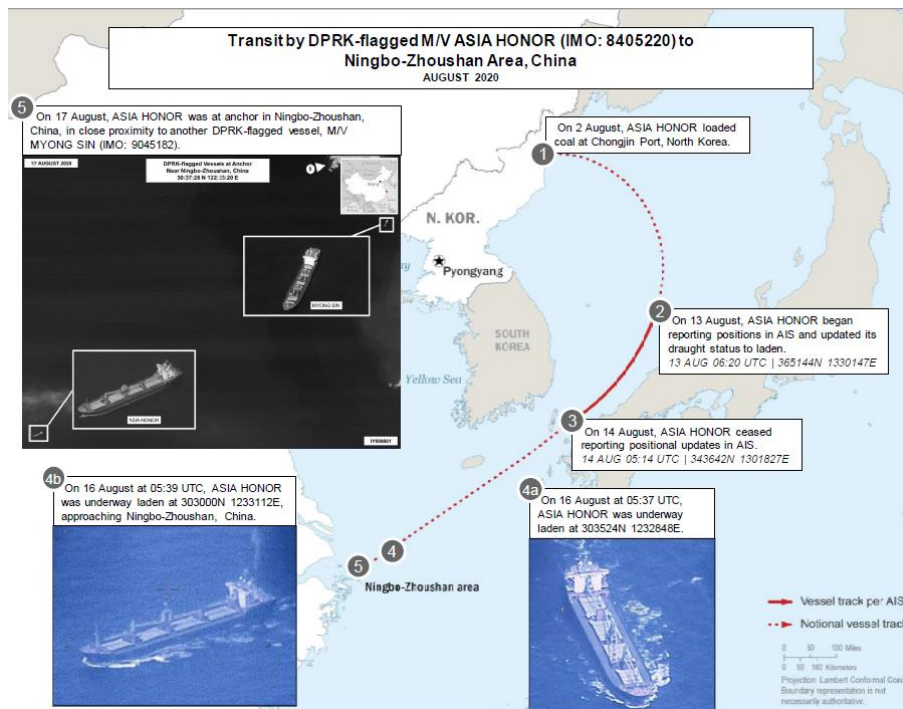 Transit by DPRK-flagged M/V ASIA HONOR (IMO: 8405220) to
Ningbo-Zhoushan Area, China
AUGUST 2020
5
On 17 August, ASIA HONOR was at anchor in Ningbo-Zhoushan,
China, in close proximity to another DPRK-flagged vessel, M/V
MYONG SIN (IMO: 9045182).
17 AUGUST 2020
DPRK-flagged Vessels at Anchor
Near Ningbo-Zhoushan, China
MYONG SIN
ASIA HONOR
On 2 August, ASIA HONOR loaded
coal at Chongjin Port, North Korea.
1
N. KOR.
Pyongyang
SOUTH
KOREA
Yellow Sea
2
On 13 August, ASIA HONOR began
reporting positions in AIS and updated its
draught status to laden.
13 AUG 06:20 UTC | 365144N 1330147E
3
On 14 August, ASIA HONOR ceased
reporting positional updates in AIS.
14 AUG 05:14 UTC | 343642N 1301827E
4b
On 16 August at 05:39 UTC, ASIA HONOR
was underway laden at 303000N 1233112E,
approaching Ningbo-Zhoushan, China.
4a
On 16 August at 05:37 UTC,
ASIA HONOR was underway
laden at 303524N 1232848E.
4
5
Ningbo-Zhoushan area
Vessel track per AIS
Notional vessel track
0 50 100 Miles
0 50 100 Kilometers
Projection: Lambert Conformal Con
Boundary representation is not
necessarily authoritative.